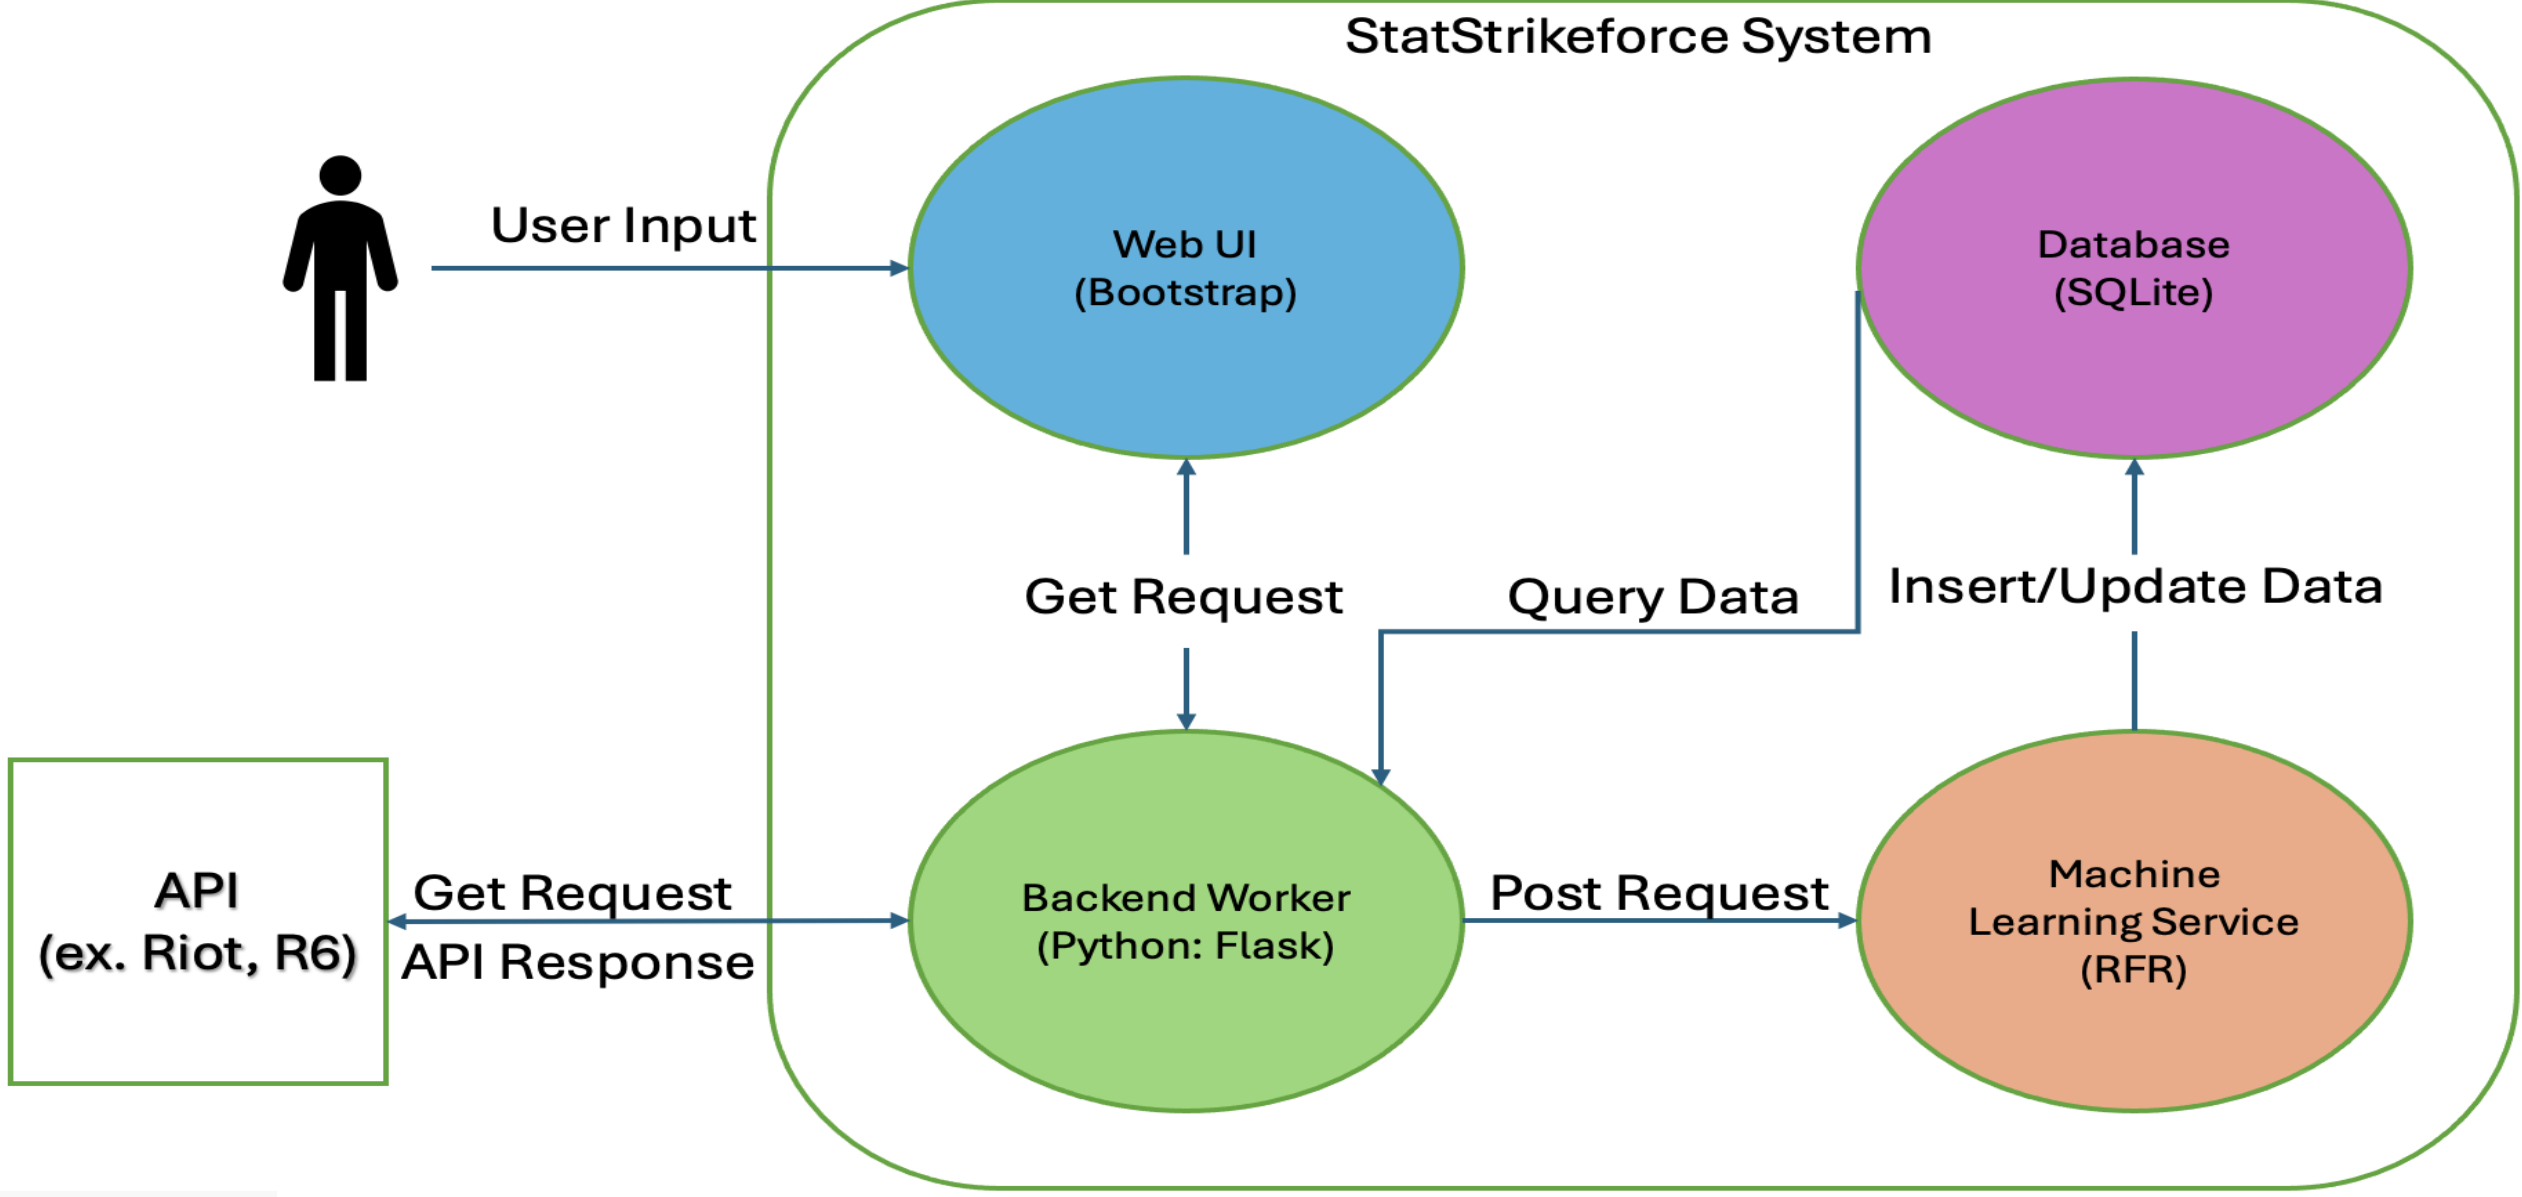 StatStrikeforce System
User Input
Web UI
(Bootstrap)
Database
(SQLite)
Get Request
Query Data
Insert/Update Data
API
(ex. Riot, R6)
Get Request
API Response
Backend Worker
(Python: Flask)
Post Request
Machine
Learning Service
(RFR)